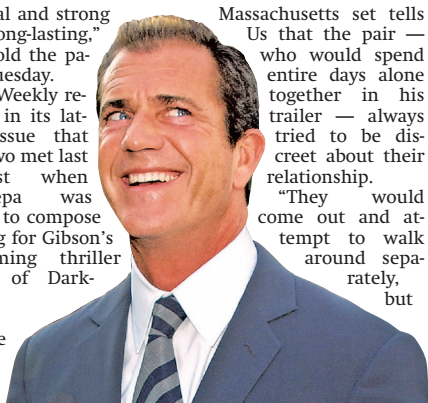 al and strong
ong-lasting,”
old the pa-
uesday.
Weekly re-
in its lat-
ssue that
wo met last
st when
epa was
to compose
g for Gibson’s
ming thriller
of Dark-
e
Massachusetts set tells
Us that the pair —
who would spend
entire days alone
together in his
trailer — always
tried to be dis-
creet about their
relationship.
“They would
come out and at-
tempt to walk
around sepa-
rately,
but